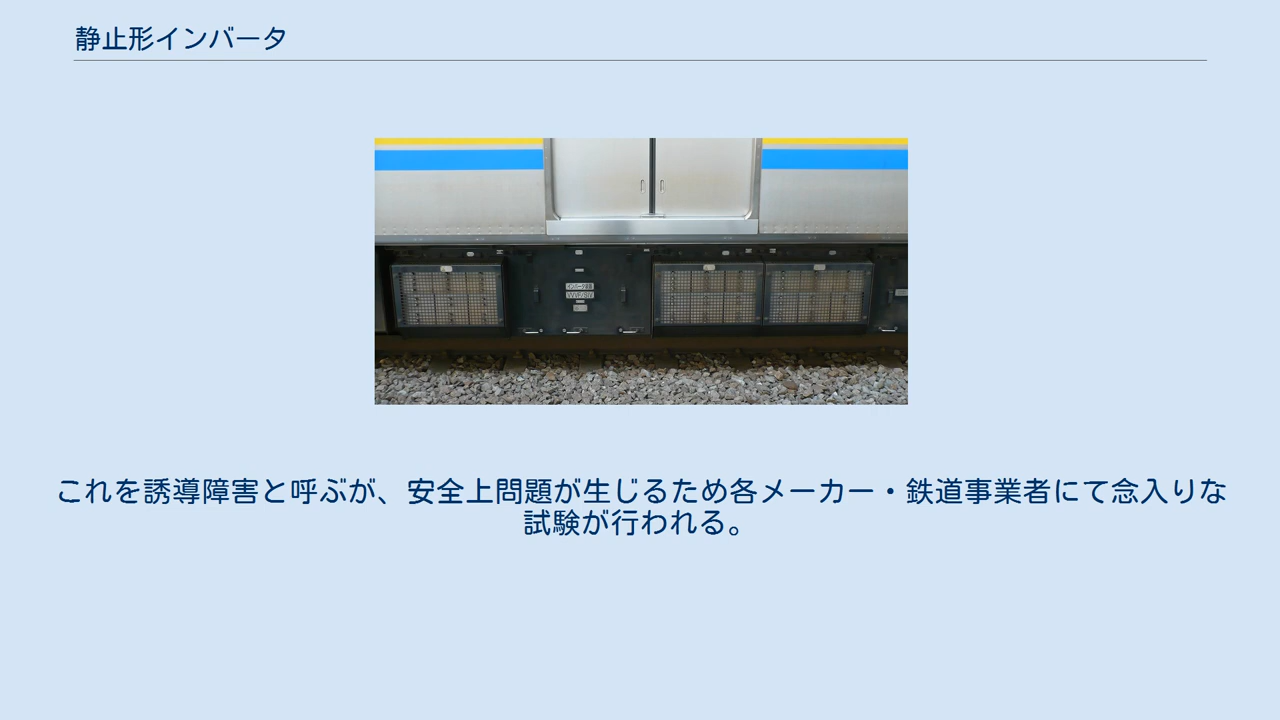 静止形インバータ
これを誘導障害と呼ぶが、安全上問題が生じるため各メーカー・鉄道事業者にて念入りな
試験が行われる。